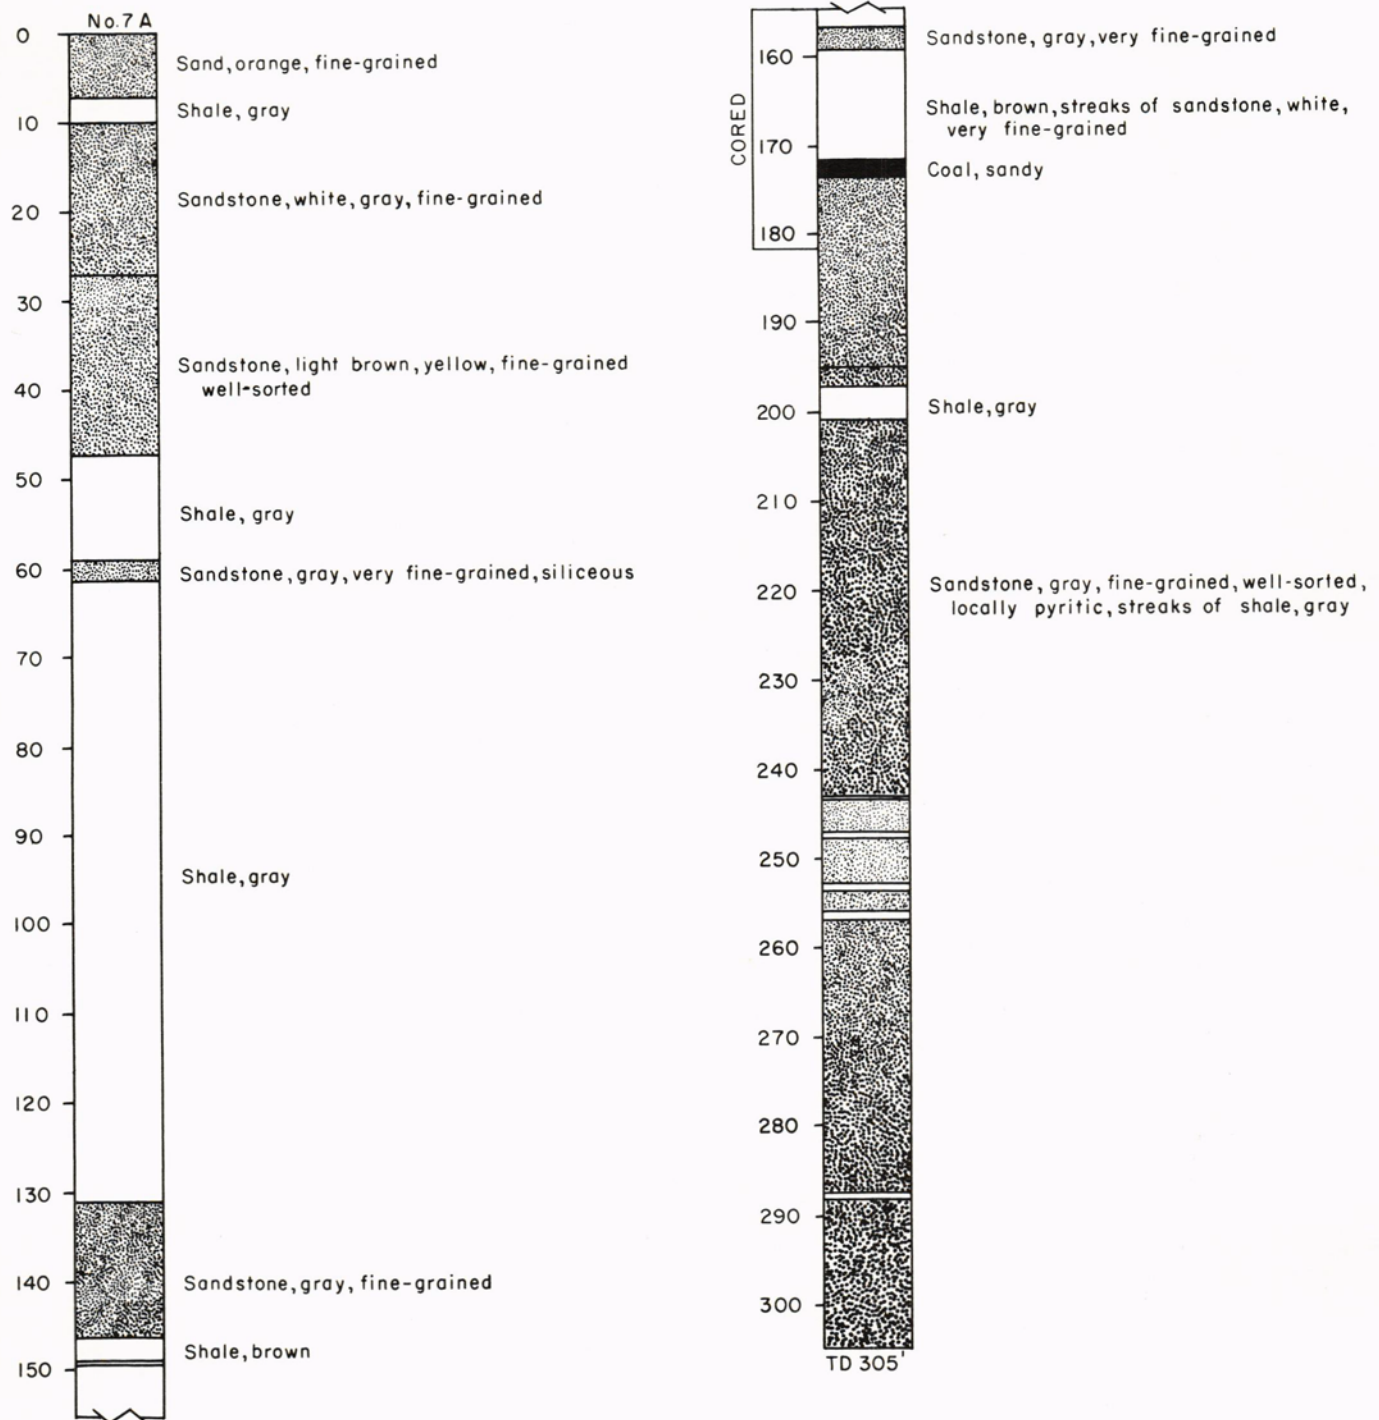 No. 7 A
0
Sand, orange, fine-grained
Shale, gray
10
Sandstone, white, gray, fine-grained
20
30
Sandstone, light brown, yellow, fine-grained
well-sorted
40
50
Shale, gray
60
Sandstone, gray, very fine-grained, siliceous
70
80
90
Shale, gray
100
110
120
130
140
Sandstone, gray, fine-grained
Shale, brown
150
CORED
Sandstone, gray, very fine-grained
160
Shale, brown, streaks of sandstone, white,
very fine-grained
170
Coal, sandy
180
190
200
Shale, gray
210
220
Sandstone, gray, fine-grained, well-sorted,
locally pyritic, streaks of shale, gray
230
240
250
260
270
280
290
300
TD 305'